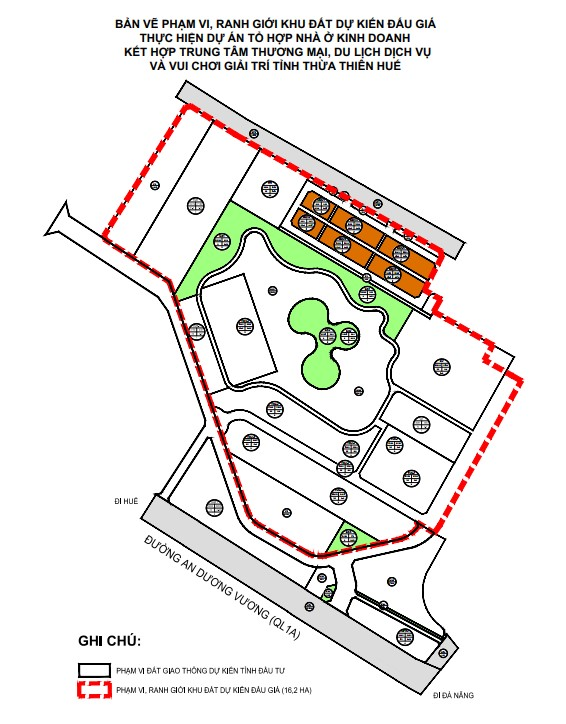 BẢN VẼ PHẠM VI, RANH GIỚI KHU ĐẤT DỰ KIẾN ĐẤU GIÁ
THỰC HIỆN DỰ ÁN TỔ HỢP NHÀ Ở KINH DOANH
KẾT HỢP TRUNG TÂM THƯƠNG MẠI, DU LỊCH DỊCH VỤ
VÀ VUI CHƠI GIẢI TRÍ TỈNH THỪA THIÊN HUẾ
ĐI HUẾ
ĐƯỜNG AN DƯƠNG VƯƠNG (QL1A)
GHI CHÚ:
PHẠM VI ĐẤT GIAO THÔNG DỰ KIẾN TỈNH ĐẦU TƯ
PHẠM VI, RANH GIỚI KHU ĐẤT DỰ KIẾN ĐẤU GIÁ (16,2 HA)
ĐI ĐÀ NẴNG